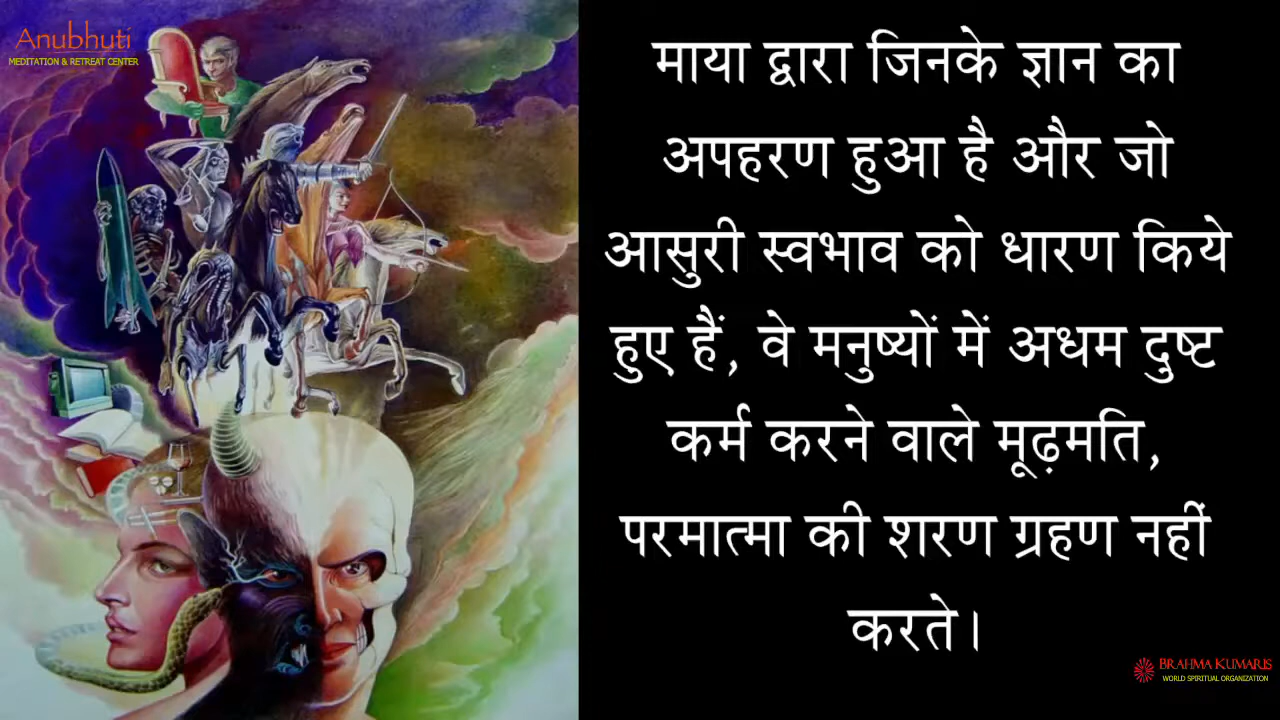 Anubhuti
MEDITATION & RETREAT CENTER
माया द्वारा जिनके ज्ञान का
अपहरण हुआ है और जो
आसुरी स्वभाव को धारण किये
हुए हैं, वे मनुष्यों में अधम दुष्ट
कर्म करने वाले मूढ़मति,
परमात्मा की शरण ग्रहण नहीं
करते।
BRAHMA KUMARIS
WORLD SPIRITUAL ORGANIZATION